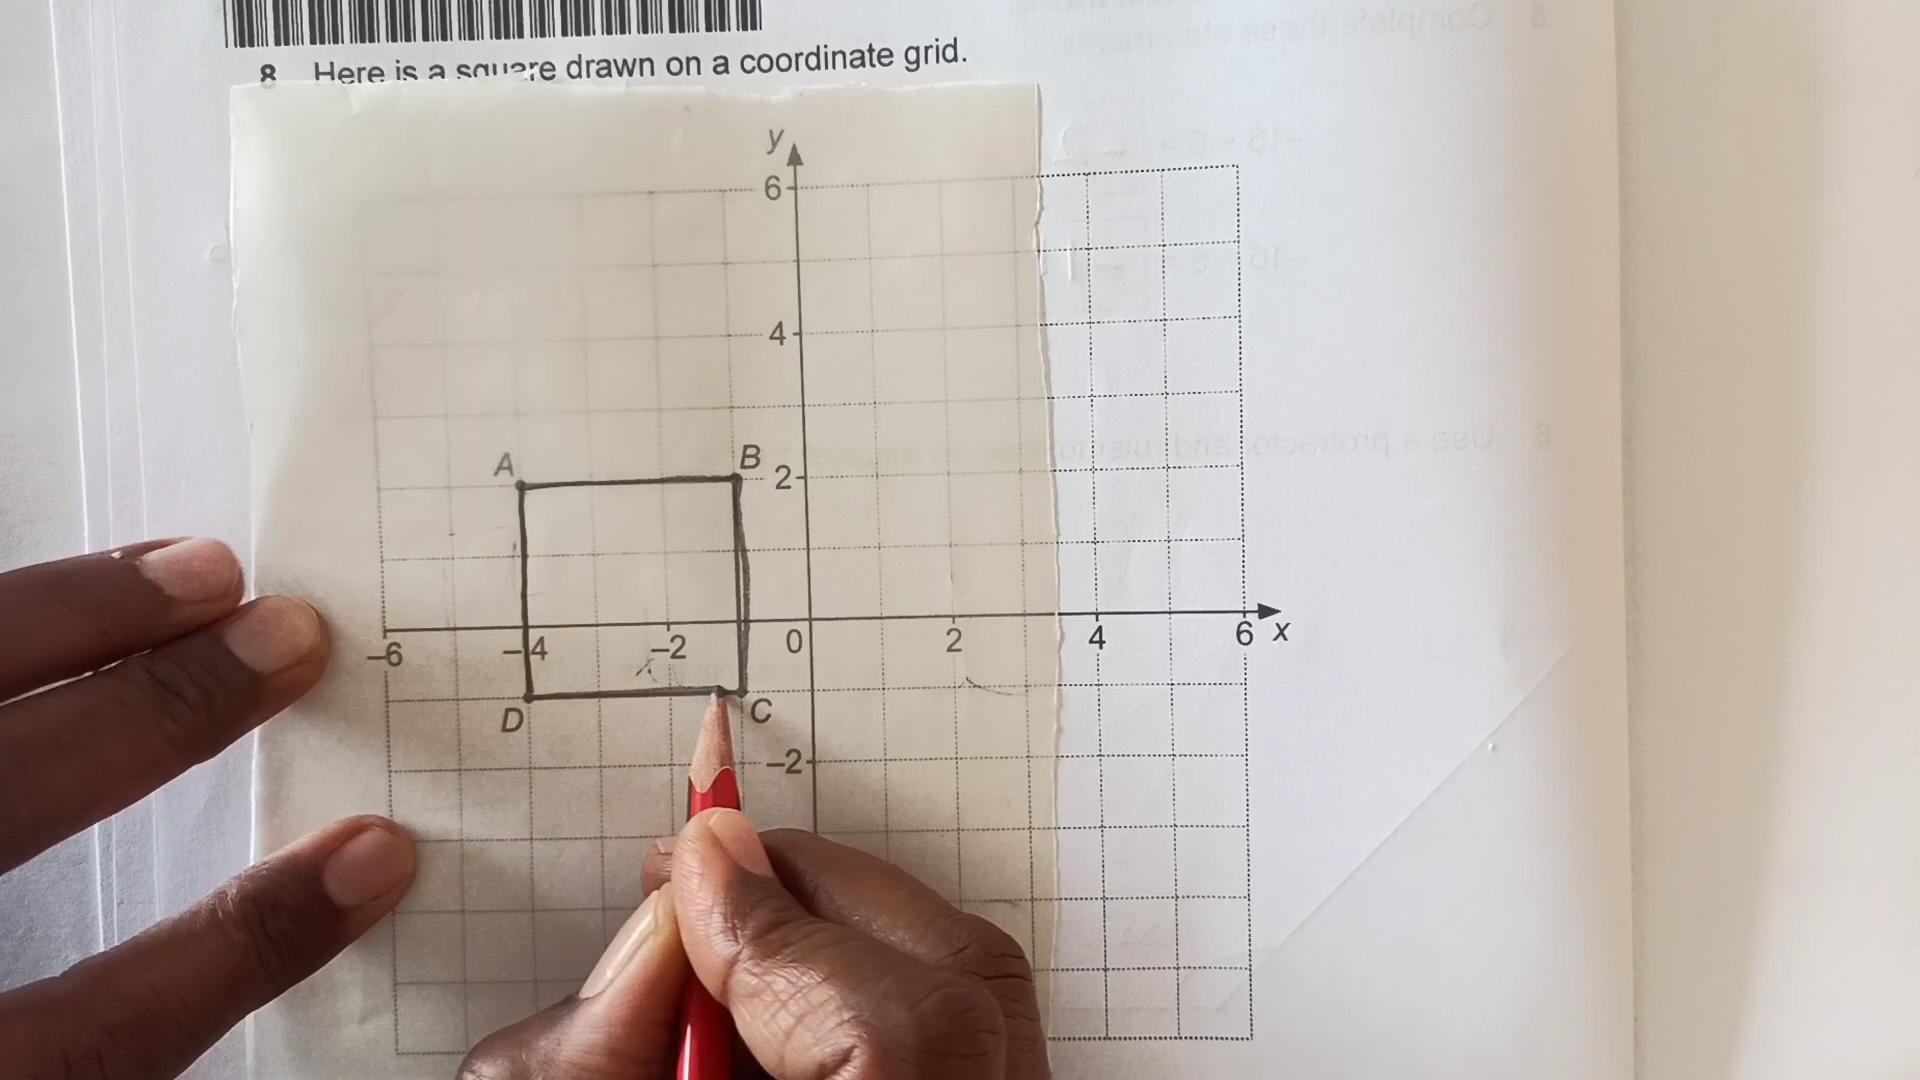 8 Here is a square drawn on a coordinate grid.
y
6
4
A B
2
–6 –4 –2 0 2 4 6 x
D C
–2